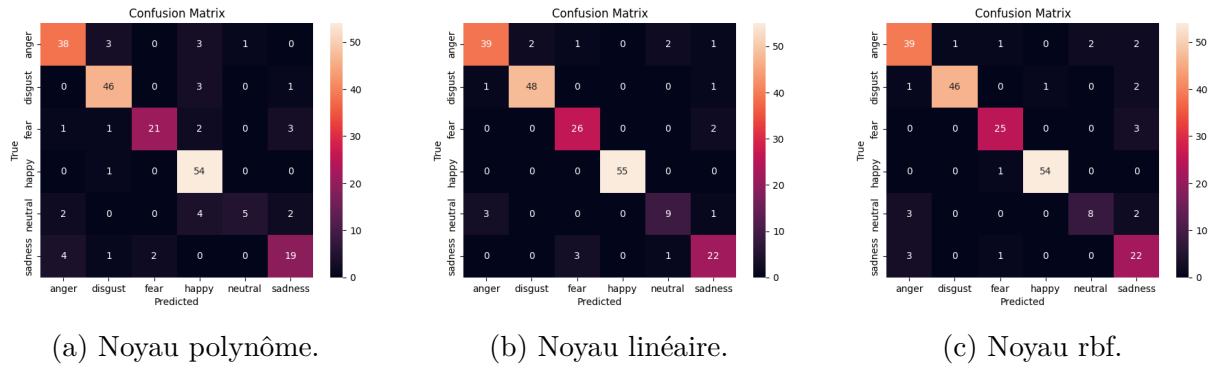 Confusion Matrix
anger 38 3 0 3 1 0
disgust 0 46 0 3 0 1
fear 1 1 21 2 0 3
happy 0 1 0 54 0 0
neutral 2 0 0 4 5 2
sadness 4 1 2 0 0 19
True
anger disgust fear happy neutral sadness
Predicted
50
40
30
20
10
0
(a) Noyau polynôme.
Confusion Matrix
anger 39 2 1 0 2 1
disgust 1 48 0 0 0 1
fear 0 0 26 0 0 2
happy 0 0 0 55 0 0
neutral 3 0 0 0 9 1
sadness 0 0 3 0 1 22
True
anger disgust fear happy neutral sadness
Predicted
50
40
30
20
10
0
(b) Noyau linéaire.
Confusion Matrix
anger 39 1 1 0 2 2
disgust 1 46 0 1 0 2
fear 0 0 25 0 0 3
happy 0 0 1 54 0 0
neutral 3 0 0 0 8 2
sadness 3 0 1 0 0 22
True
anger disgust fear happy neutral sadness
Predicted
50
40
30
20
10
0
(c) Noyau rbf.